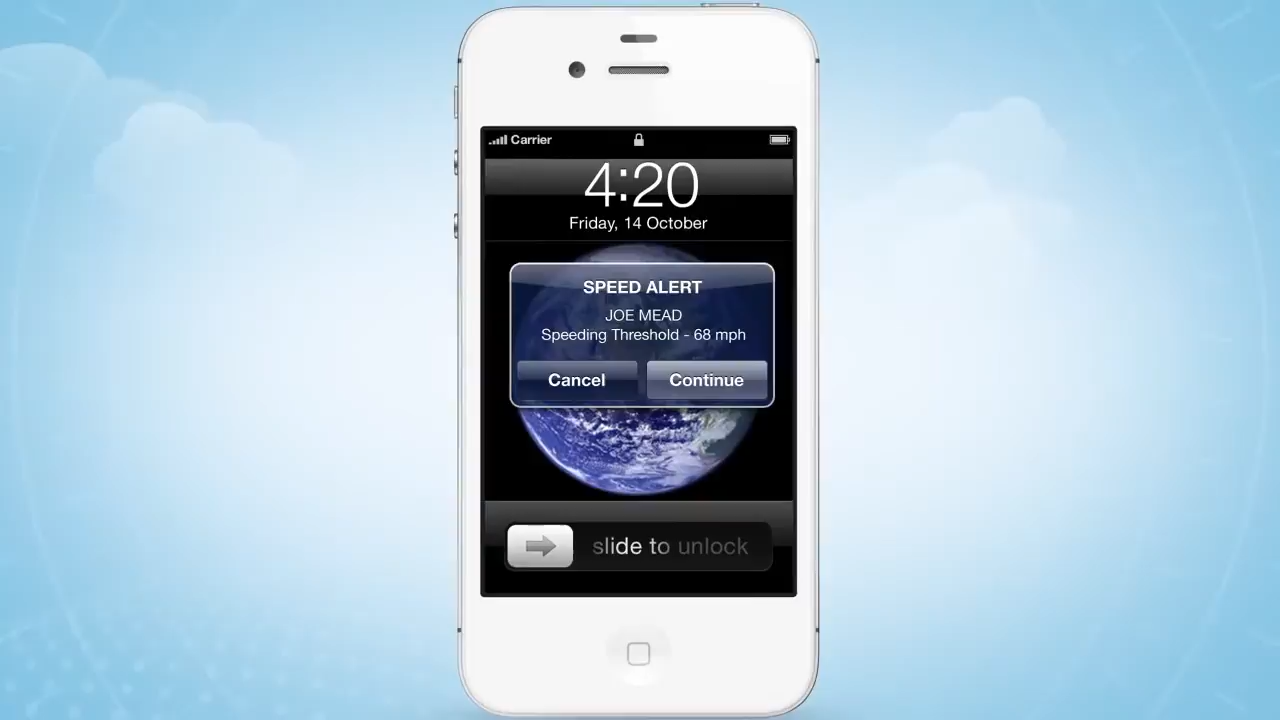 Carrier
4:20
Friday, 14 October
SPEED ALERT
JOE MEAD
Speeding Threshold - 68 mph
Cancel Continue
slide to unlock